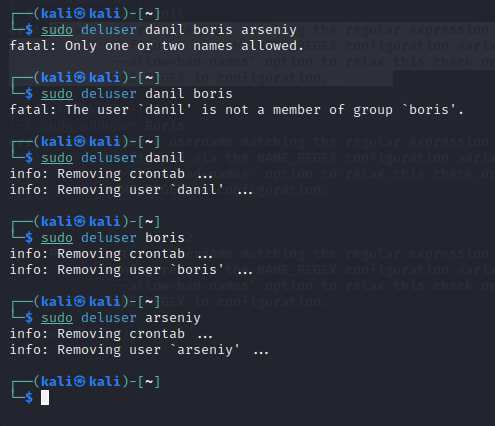 ┌──(kali㉿kali)-[~]
└─$ sudo deluser danil boris arseniy
fatal: Only one or two names allowed.
┌──(kali㉿kali)-[~]
└─$ sudo deluser danil boris
fatal: The user `danil' is not a member of group `boris'.
┌──(kali㉿kali)-[~]
└─$ sudo deluser danil
info: Removing crontab ...
info: Removing user `danil' ...
┌──(kali㉿kali)-[~]
└─$ sudo deluser boris
info: Removing crontab ...
info: Removing user `boris' ...
┌──(kali㉿kali)-[~]
└─$ sudo deluser arseniy
info: Removing crontab ...
info: Removing user `arseniy' ...
┌──(kali㉿kali)-[~]
└─$